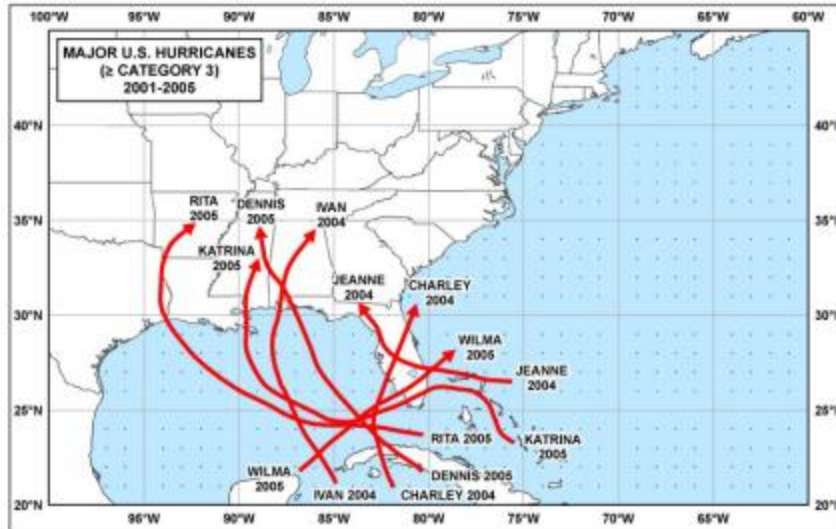 100°W 95°W 90°W 85°W 80°W 75°W 70°W 65°W 60°W
MAJOR U.S. HURRICANES
(≥ CATEGORY 3)
2001-2005
40°N 40°N
35°N 35°N
30°N 30°N
25°N 25°N
20°N 20°N
RITA
2005
DENNIS
2005
IVAN
2004
KATRINA
2005
JEANNE
2004
CHARLEY
2004
WILMA
2005
JEANNE
2004
RITA 2005
KATRINA
2005
WILMA
2005
DENNIS 2005
IVAN 2004
CHARLEY 2004
95°W 90°W 85°W 80°W 75°W 70°W 65°W